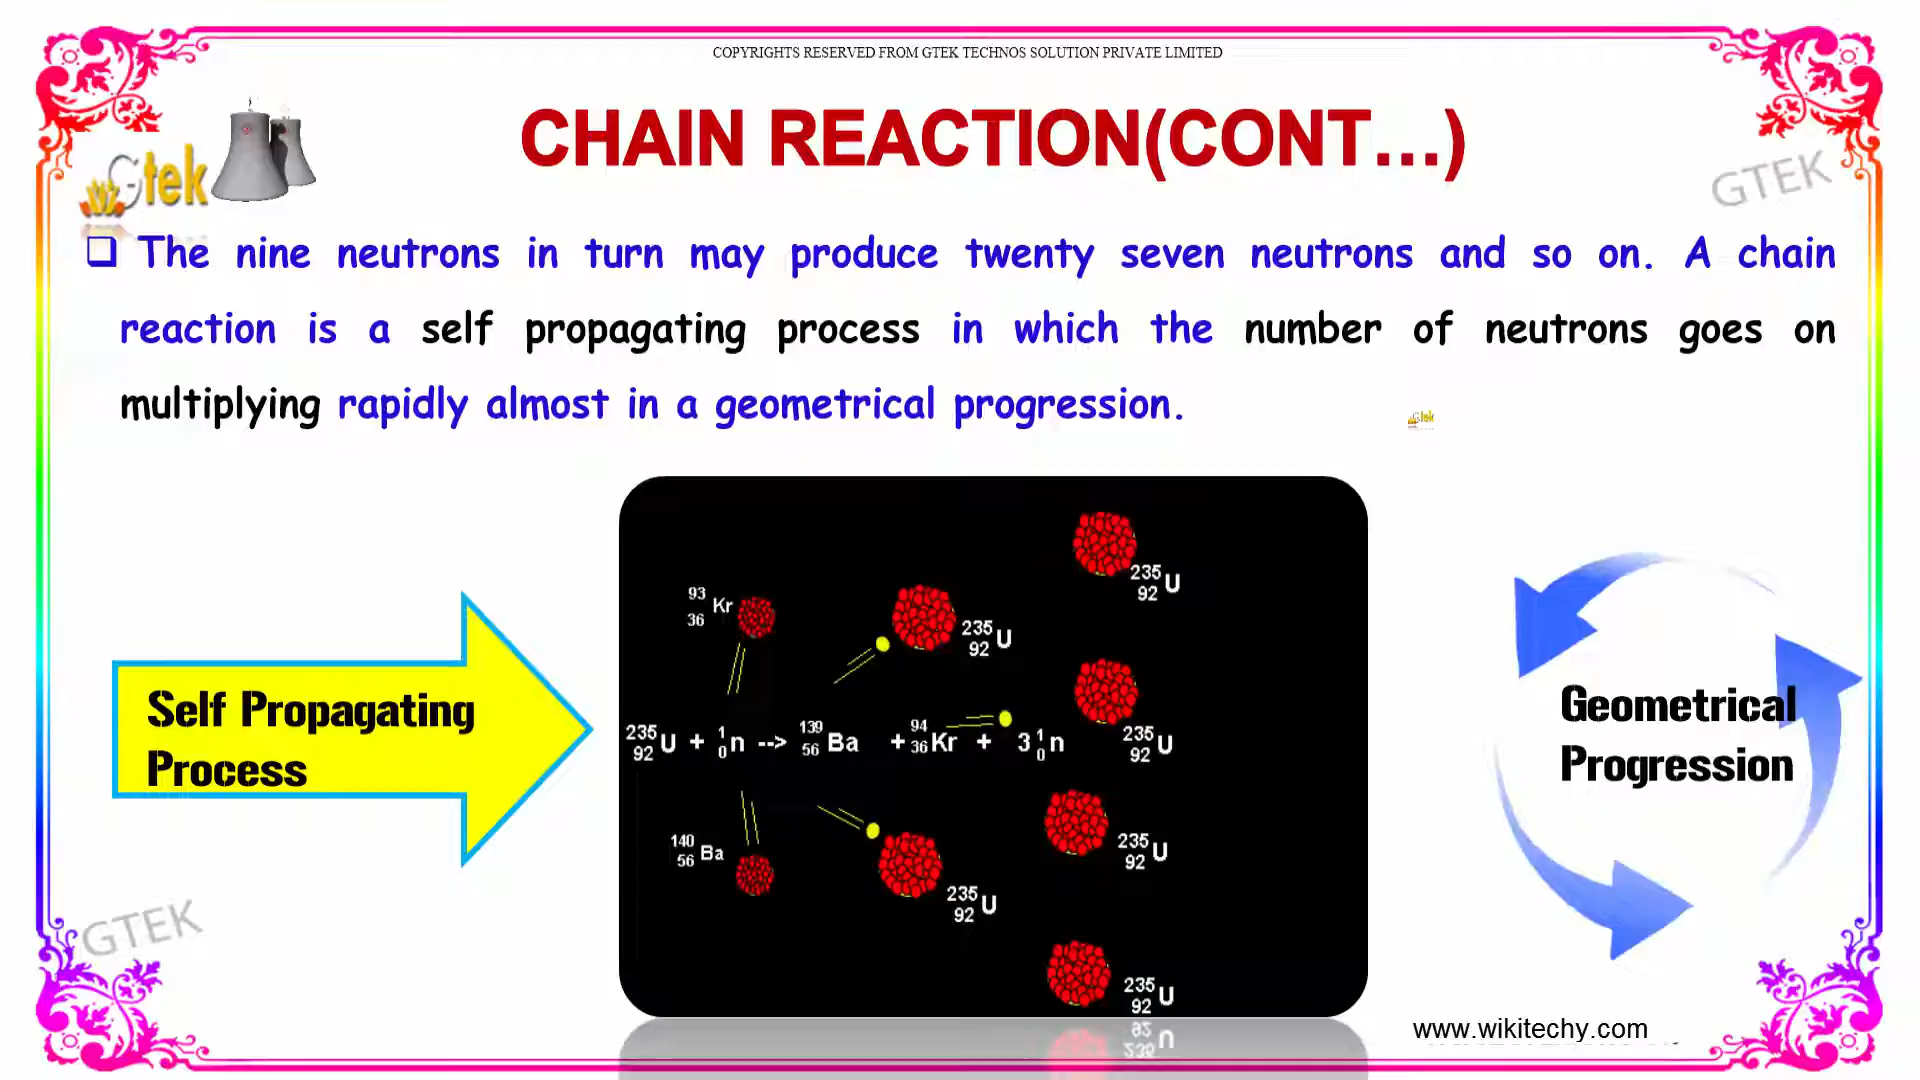 COPYRIGHTS RESERVED FROM GTEK TECHNOS SOLUTION PRIVATE LIMITED
CHAIN REACTION(CONT...)
Gtek
GTEK
The nine neutrons in turn may produce twenty seven neutrons and so on. A chain
reaction is a self propagating process in which the number of neutrons goes on
multiplying rapidly almost in a geometrical progression.
Gtek
235 92 U
93 36 Kr
235 92 U
Self Propagating
Process
Geometrical
Progression
235 92 U + 1 0 n --> 139 56 Ba + 94 36 Kr + 3 1 0 n
235 92 U
140 56 Ba
235 92 U
235 92 U
235 92 U
GTEK
www.wikitechy.com